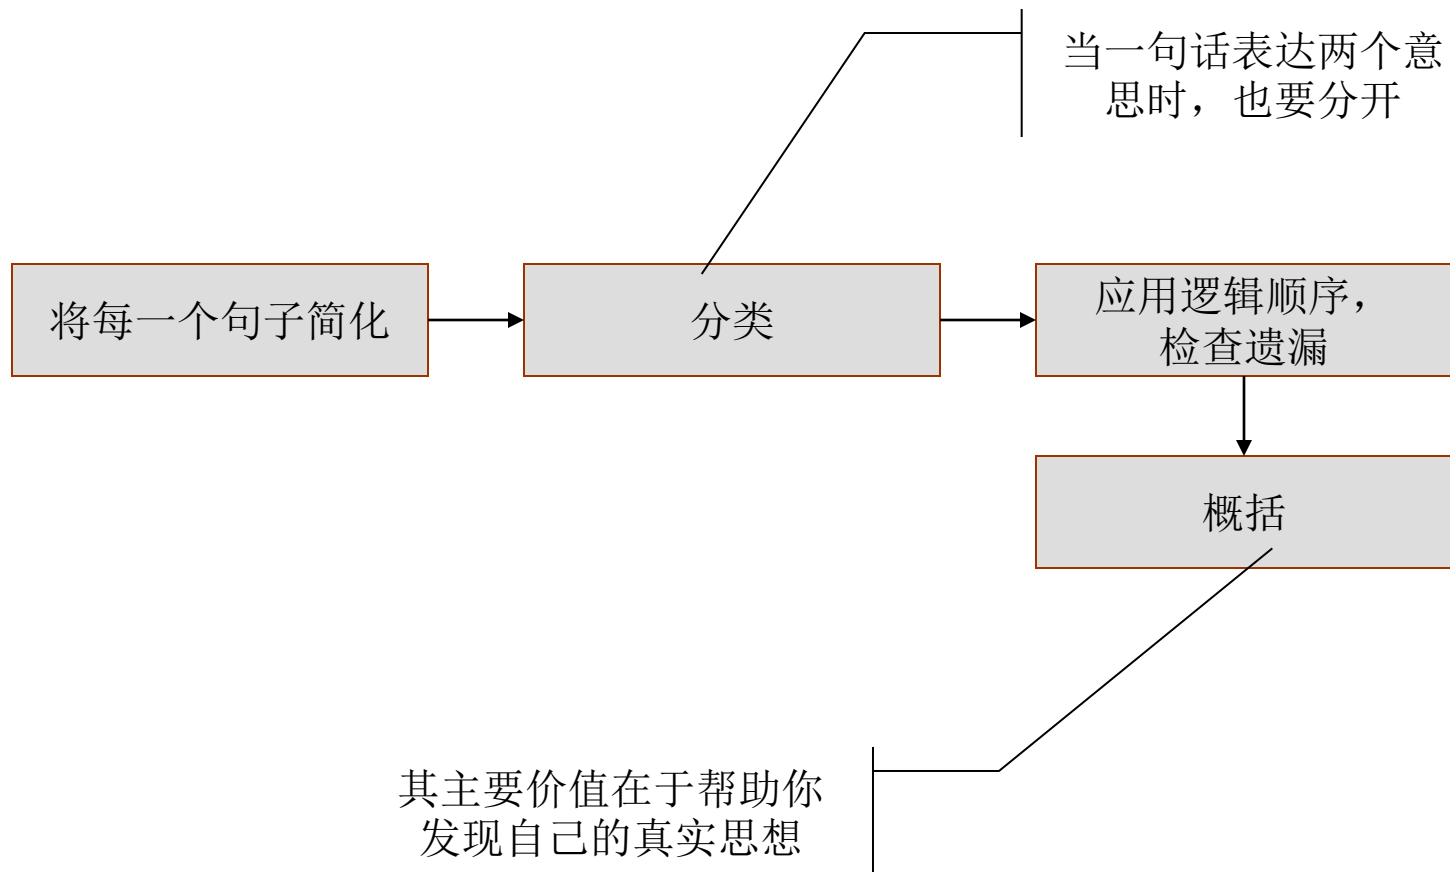 当一句话表达两个意
思时，也要分开
将每一个句子简化
分类
应用逻辑顺序，
检查遗漏
概括
其主要价值在于帮助你
发现自己的真实思想